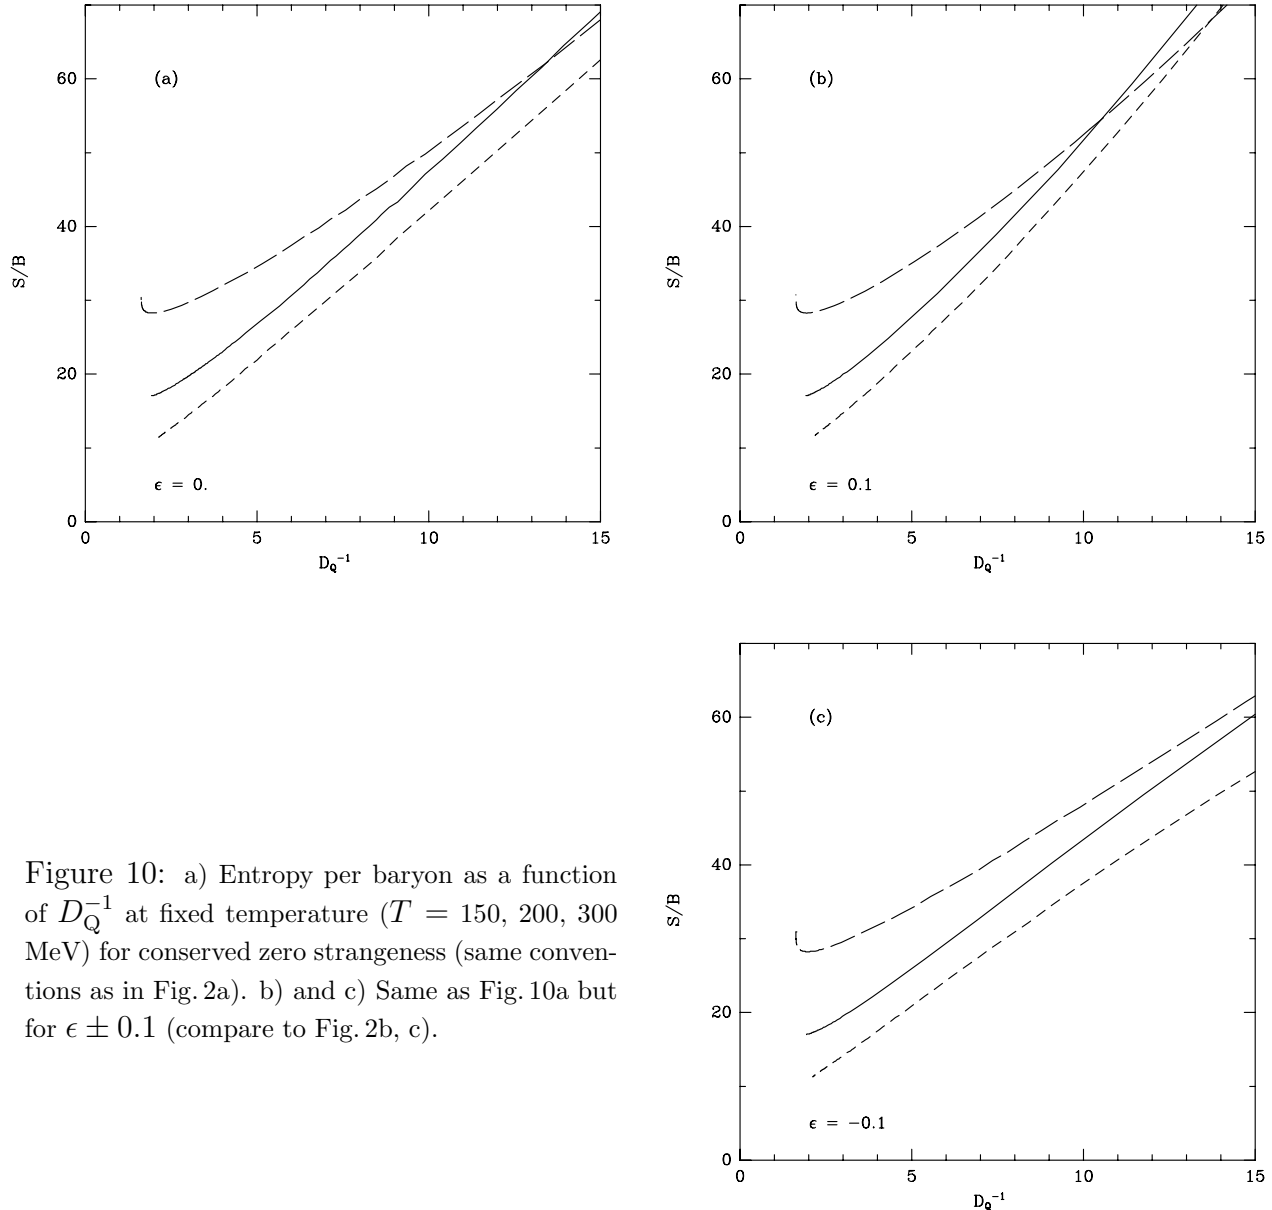 60
40
20
0
S/B
(a)
ϵ = 0.
0 5 10 15
D_Q^{-1}
60
40
20
0
S/B
(b)
ϵ = 0.1
0 5 10 15
D_Q^{-1}
60
40
20
0
S/B
(c)
ϵ = −0.1
0 5 10 15
D_Q^{-1}
Figure 10: a) Entropy per baryon as a function
of D_Q^{-1} at fixed temperature (T = 150, 200, 300
MeV) for conserved zero strangeness (same conven-
tions as in Fig. 2a). b) and c) Same as Fig. 10a but
for ϵ ± 0.1 (compare to Fig. 2b, c).